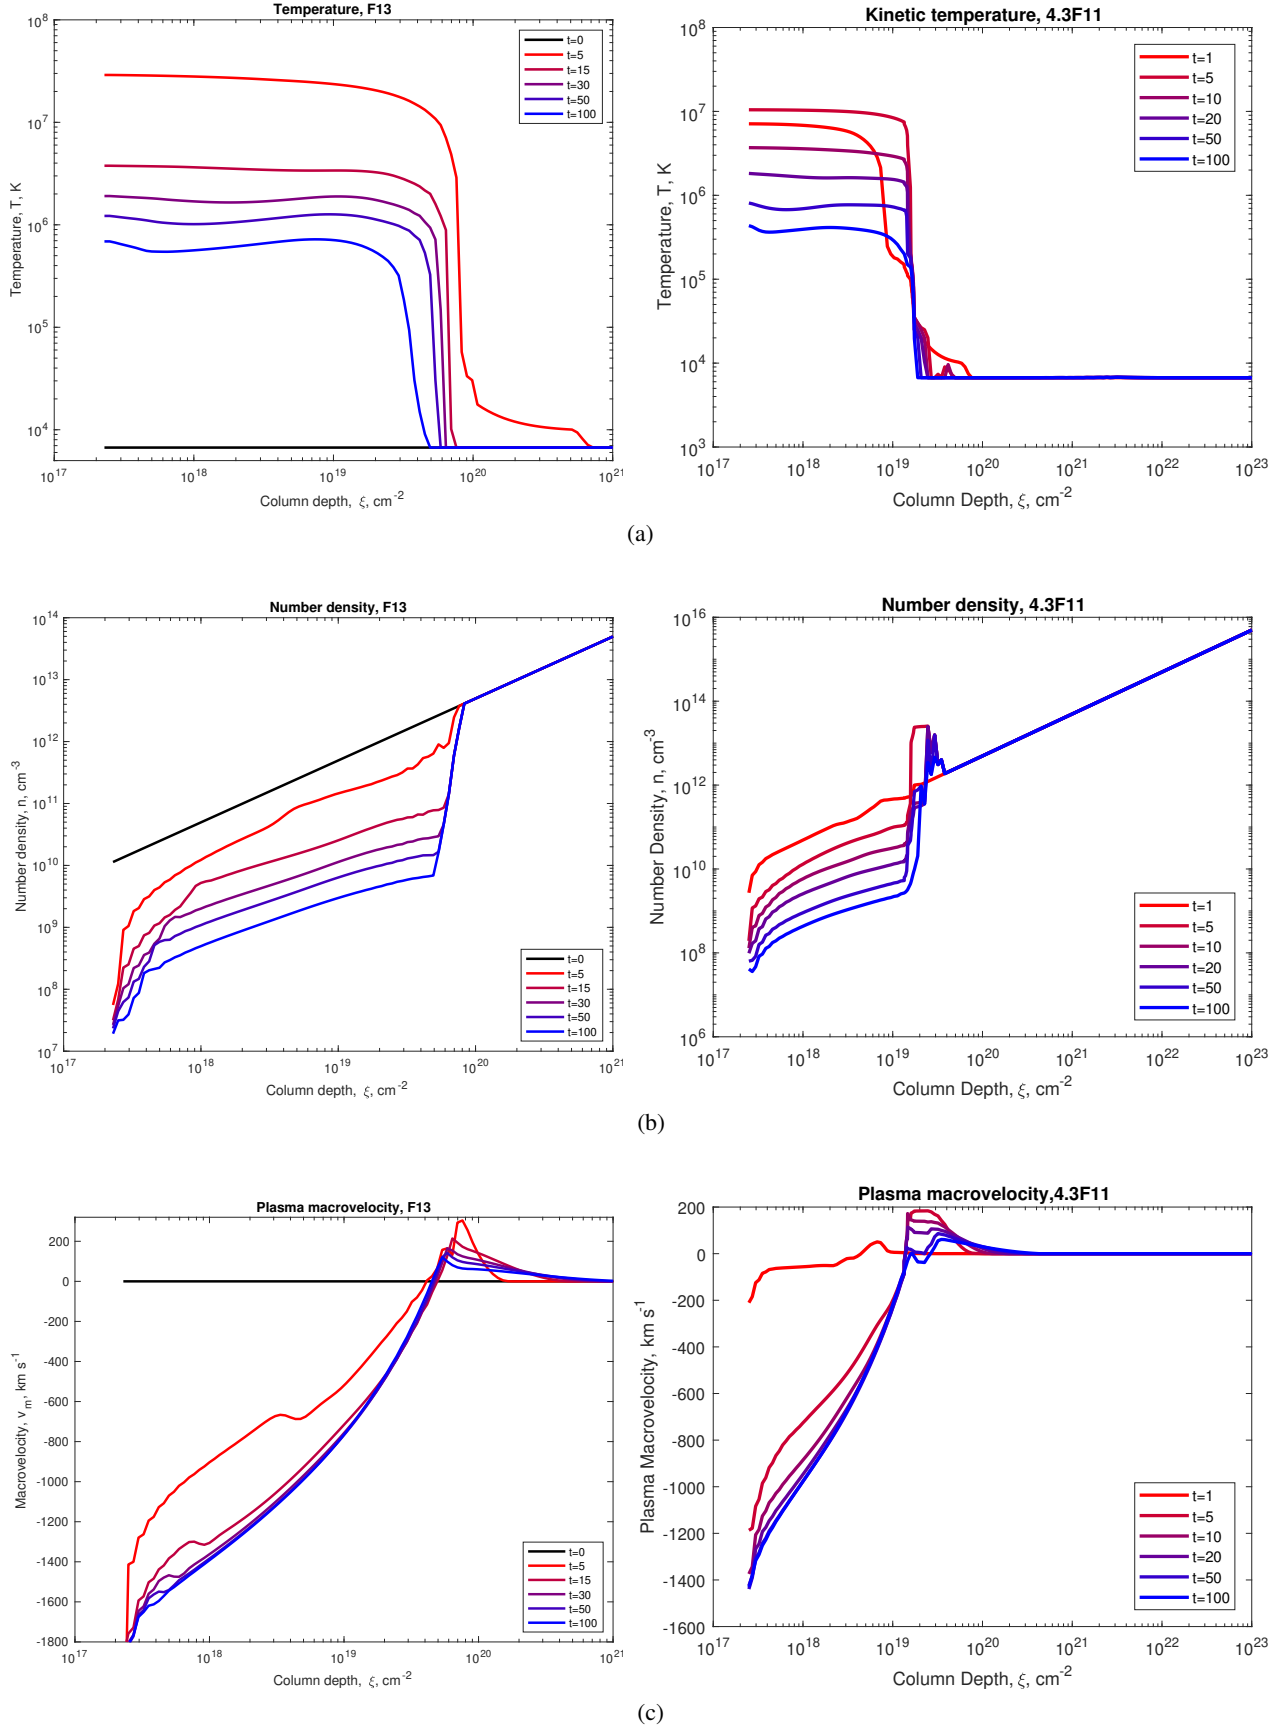 Temperature, F13
10^8
10^7
10^6
10^5
10^4
Temperature, T, K
10^17 10^18 10^19 10^20 10^21
Column depth, ξ, cm^-2
t=0
t=5
t=15
t=30
t=50
t=100
Kinetic temperature, 4.3F11
10^8
10^7
10^6
10^5
10^4
10^3
Temperature, T, K
10^17 10^18 10^19 10^20 10^21 10^22 10^23
Column Depth, ξ, cm^-2
t=1
t=5
t=10
t=20
t=50
t=100
(a)
Number density, F13
10^14
10^13
10^12
10^11
10^10
10^9
10^8
10^7
Number density, n, cm^-3
10^17 10^18 10^19 10^20 10^21
Column depth, ξ, cm^-2
t=0
t=5
t=15
t=30
t=50
t=100
Number density, 4.3F11
10^16
10^14
10^12
10^10
10^8
10^6
Number Density, n, cm^-3
10^17 10^18 10^19 10^20 10^21 10^22 10^23
Column Depth, ξ, cm^-2
t=1
t=5
t=10
t=20
t=50
t=100
(b)
Plasma macrovelocity, F13
200
0
-200
-400
-600
-800
-1000
-1200
-1400
-1600
-1800
Macrovelocity, v_m, km s^-1
10^17 10^18 10^19 10^20 10^21
Column depth, ξ, cm^-2
t=0
t=5
t=15
t=30
t=50
t=100
Plasma macrovelocity,4.3F11
200
0
-200
-400
-600
-800
-1000
-1200
-1400
-1600
Plasma Macrovelocity, km s^-1
10^17 10^18 10^19 10^20 10^21 10^22 10^23
Column Depth, ξ, cm^-2
t=1
t=5
t=10
t=20
t=50
t=100
(c)